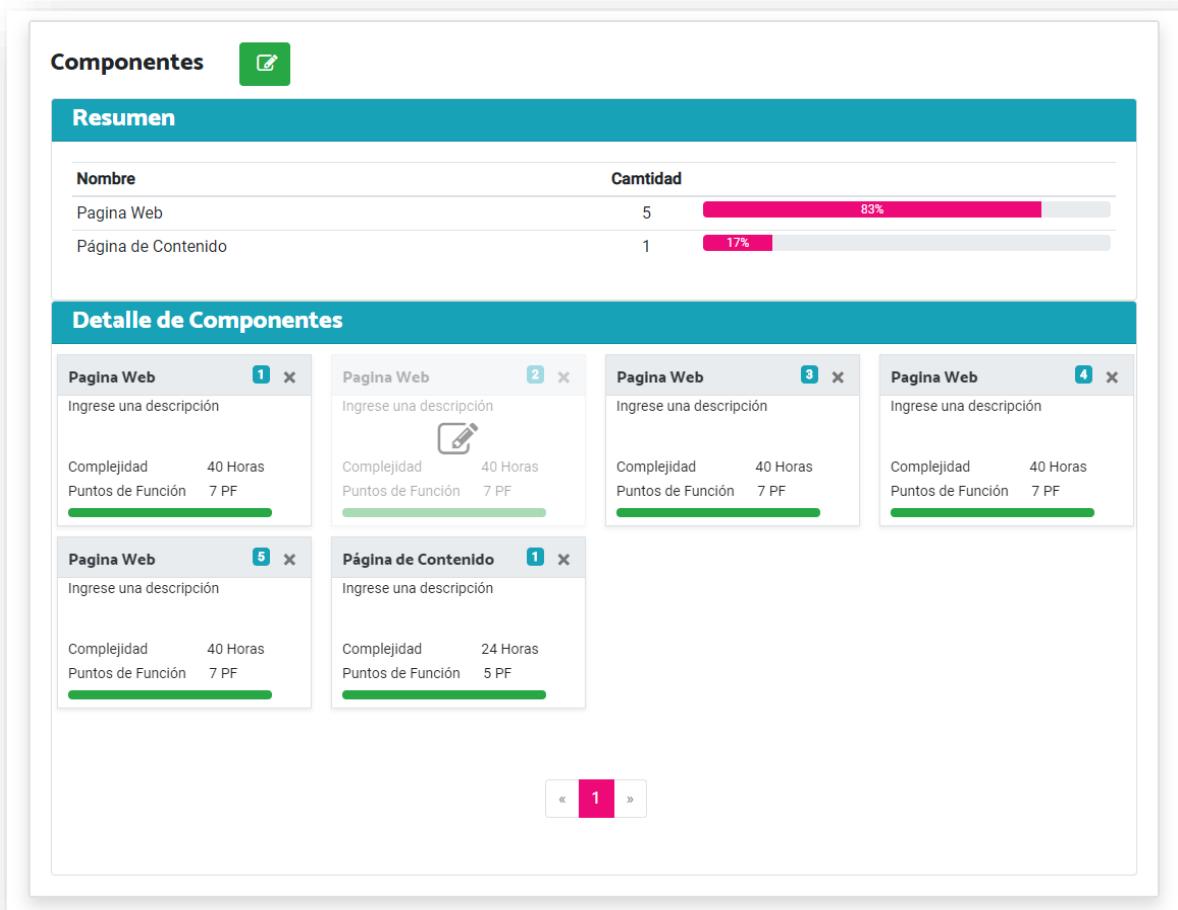 Componentes
Resumen
Nombre Camtidad
Pagina Web 5 83%
Página de Contenido 1 17%
Detalle de Componentes
Pagina Web 1 ×
Ingrese una descripción
Complejidad 40 Horas
Puntos de Función 7 PF
Pagina Web 2 ×
Ingrese una descripción
Complejidad 40 Horas
Puntos de Función 7 PF
Pagina Web 3 ×
Ingrese una descripción
Complejidad 40 Horas
Puntos de Función 7 PF
Pagina Web 4 ×
Ingrese una descripción
Complejidad 40 Horas
Puntos de Función 7 PF
Pagina Web 5 ×
Ingrese una descripción
Complejidad 40 Horas
Puntos de Función 7 PF
Página de Contenido 1 ×
Ingrese una descripción
Complejidad 24 Horas
Puntos de Función 5 PF
« 1 »